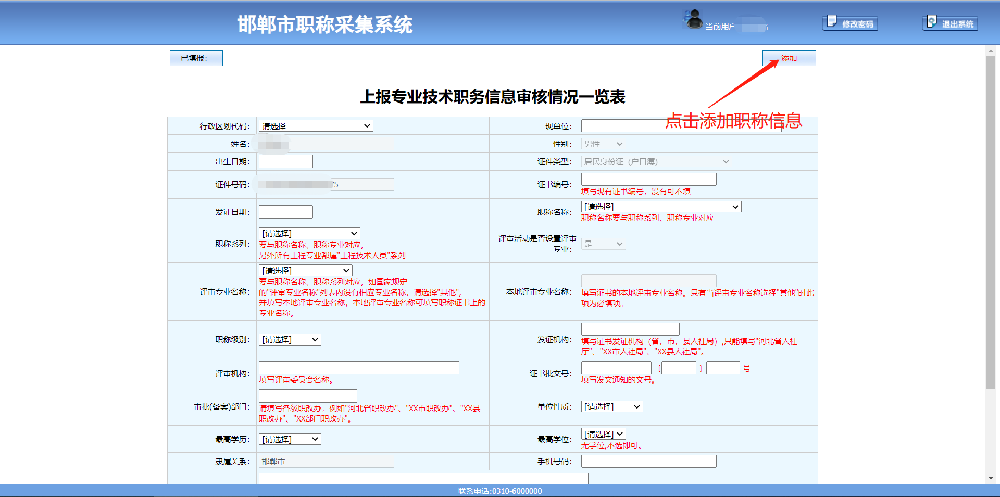 邯郸市职称采集系统
当前用户
修改密码
退出系统
已填报：
添加
上报专业技术职务信息审核情况一览表
点击添加职称信息
行政区划代码：
请选择
现单位：
姓名：
性别：
男性
出生日期：
证件类型：
居民身份证（户口簿）
证件号码：
75
证书编号：
填写现有证书编号，没有可不填
发证日期：
职称名称：
[请选择]
职称名称要与职称系列、职称专业对应
职称系列：
[请选择]
要与职称名称、职称专业对应。
另外所有工程专业都属"工程技术人员"系列
评审活动是否设置评审
专业：
是
评审专业名称：
[请选择]
要与职称名称、职称系列对应。如国家规定
的"评审专业名称"列表内没有相应专业名称，请选择"其他",
并填写本地评审专业名称，本地评审专业名称可填写职称证书上的
专业名称。
本地评审专业名称：
填写证书的本地评审专业名称。只有当评审专业名称选择"其他"时此
项为必填项。
职称级别：
[请选择]
发证机构：
填写证书发证机构（省、市、县人社局）,只能填写"河北省人社
厅"、"XX市人社局"、"XX县人社局"。
评审机构：
填写评审委员会名称。
证书批文号：
〔 〕 号
填写发文通知的文号。
审批(备案)部门：
请填写各级职改办，例如"河北省职改办"、"XX市职改办"、"XX县
职改办"、"XX部门职改办"。
单位性质：
[请选择]
最高学历：
[请选择]
最高学位：
[请选择]
无学位,不选即可。
隶属关系：
邯郸市
手机号码：
联系电话:0310-6000000